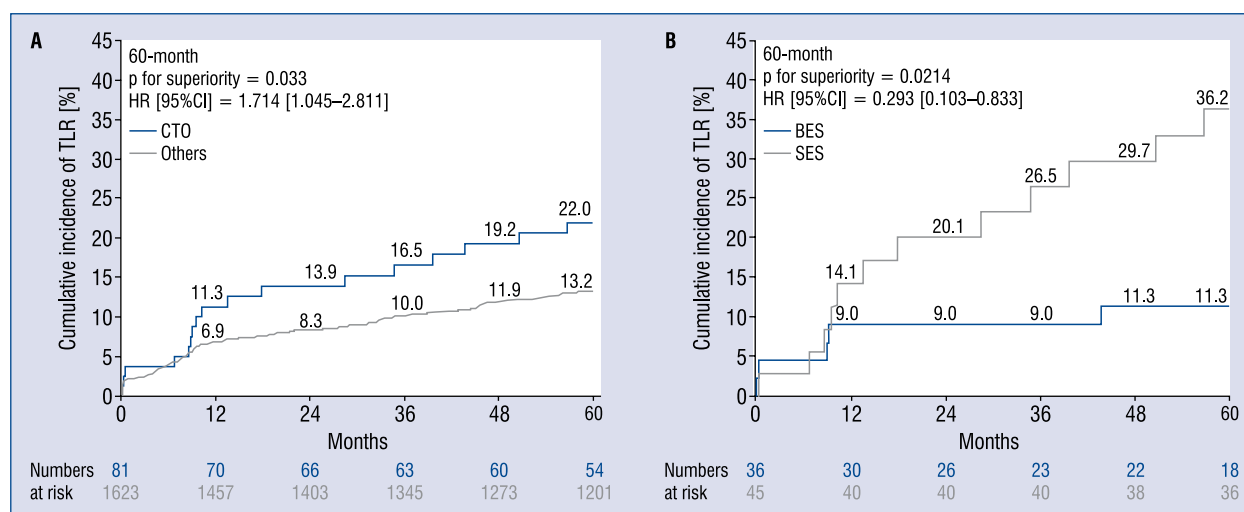 A
60-month
p for superiority = 0.033
HR [95%CI] = 1.714 [1.045–2.811]
CTO
Others
Cumulative incidence of TLR [%]
45
40
35
30
25
20
15
10
5
0
11.3
13.9
16.5
19.2
22.0
6.9
8.3
10.0
11.9
13.2
0 12 24 36 48 60
Months
Numbers 81 70 66 63 60 54
at risk 1623 1457 1403 1345 1273 1201
B
60-month
p for superiority = 0.0214
HR [95%CI] = 0.293 [0.103–0.833]
BES
SES
Cumulative incidence of TLR [%]
45
40
35
30
25
20
15
10
5
0
14.1
20.1
26.5
29.7
36.2
9.0
9.0
9.0
11.3
11.3
0 12 24 36 48 60
Months
Numbers 36 30 26 23 22 18
at risk 45 40 40 40 38 36